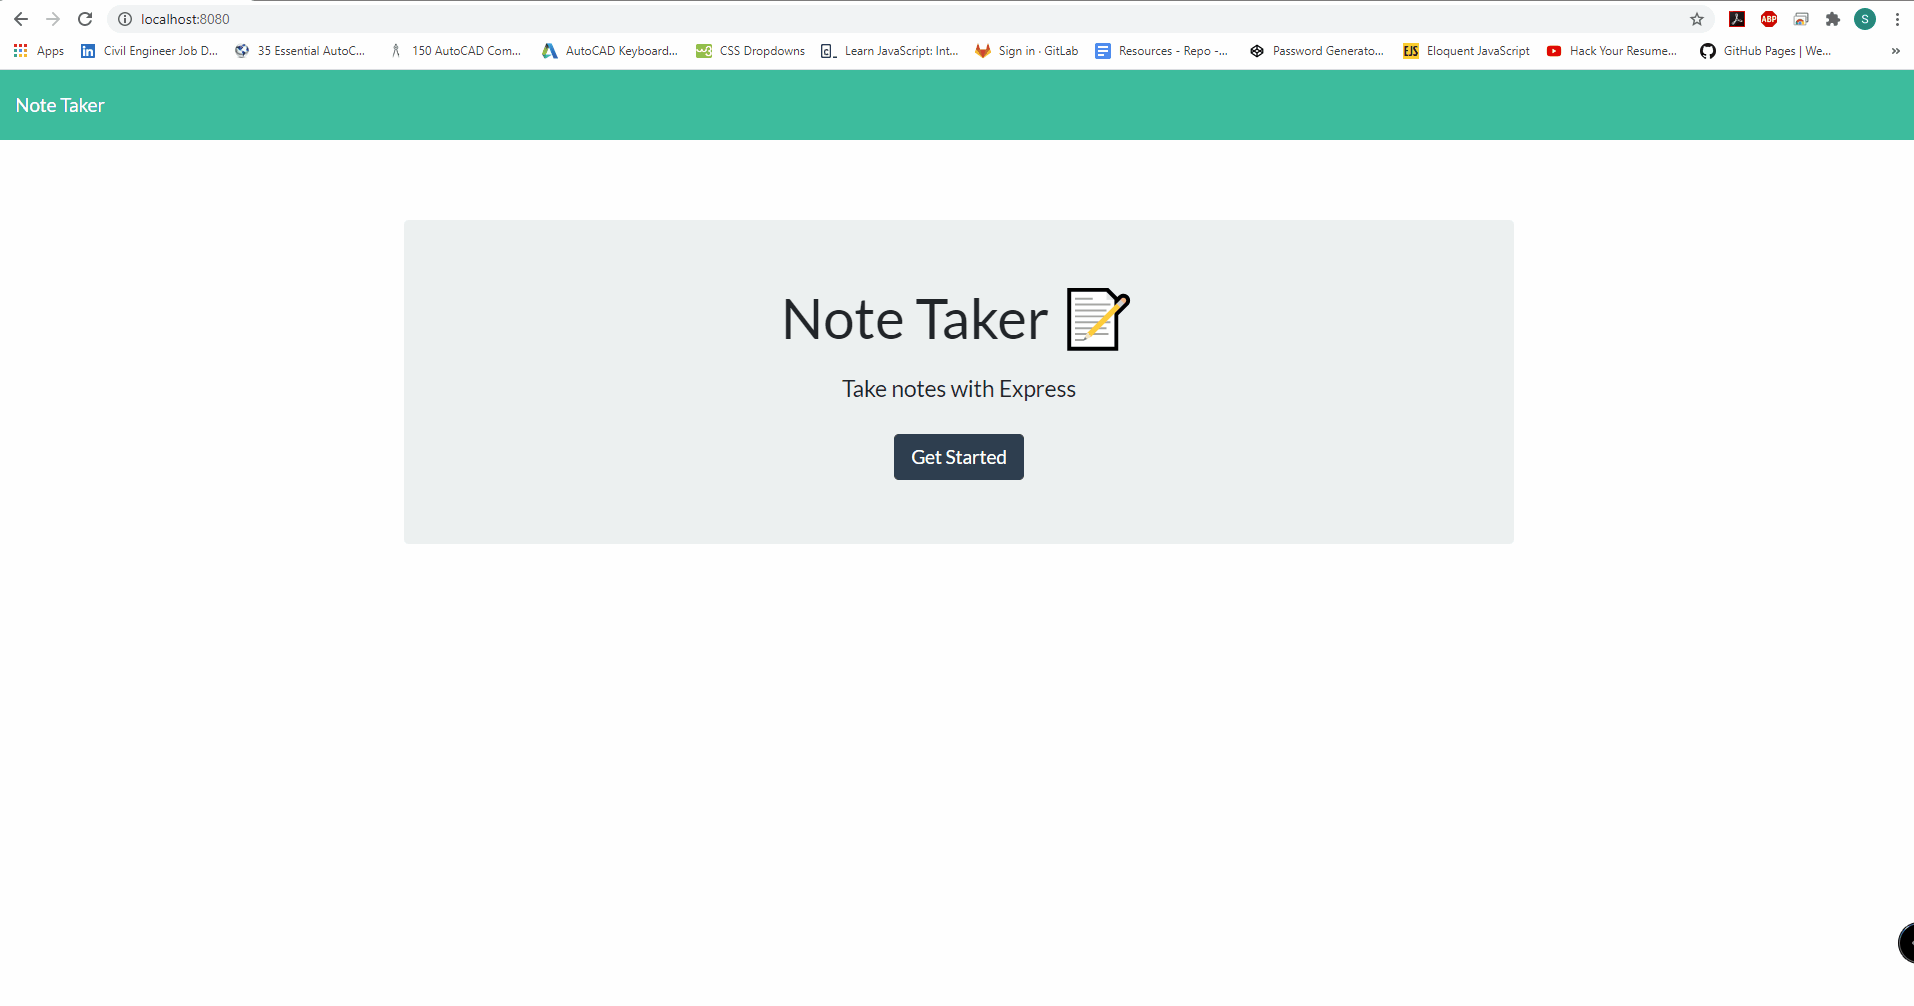 localhost:8080
Apps
Civil Engineer Job D...
35 Essential AutoC...
150 AutoCAD Com...
AutoCAD Keyboard...
CSS Dropdowns
Learn JavaScript: Int...
Sign in · GitLab
Resources - Repo -...
Password Generato...
Eloquent JavaScript
Hack Your Resume...
GitHub Pages | We...
»
Note Taker
Note Taker
Take notes with Express
Get Started